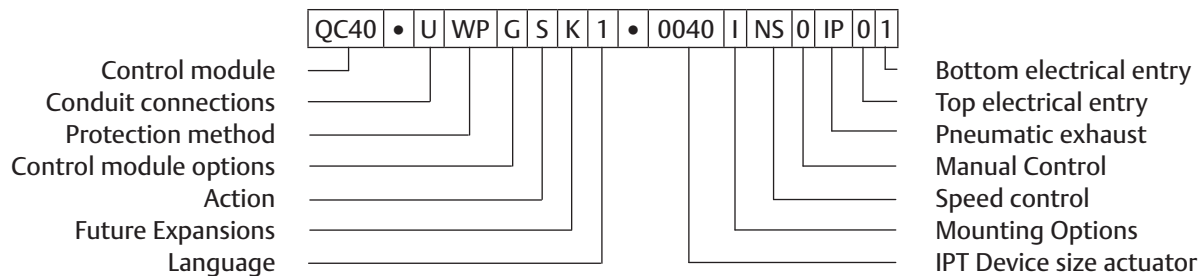 QC40 • U WP G S K 1 • 0040 I NS 0 IP 0 1
Control module
Conduit connections
Protection method
Control module options
Action
Future Expansions
Language
Bottom electrical entry
Top electrical entry
Pneumatic exhaust
Manual Control
Speed control
Mounting Options
IPT Device size actuator